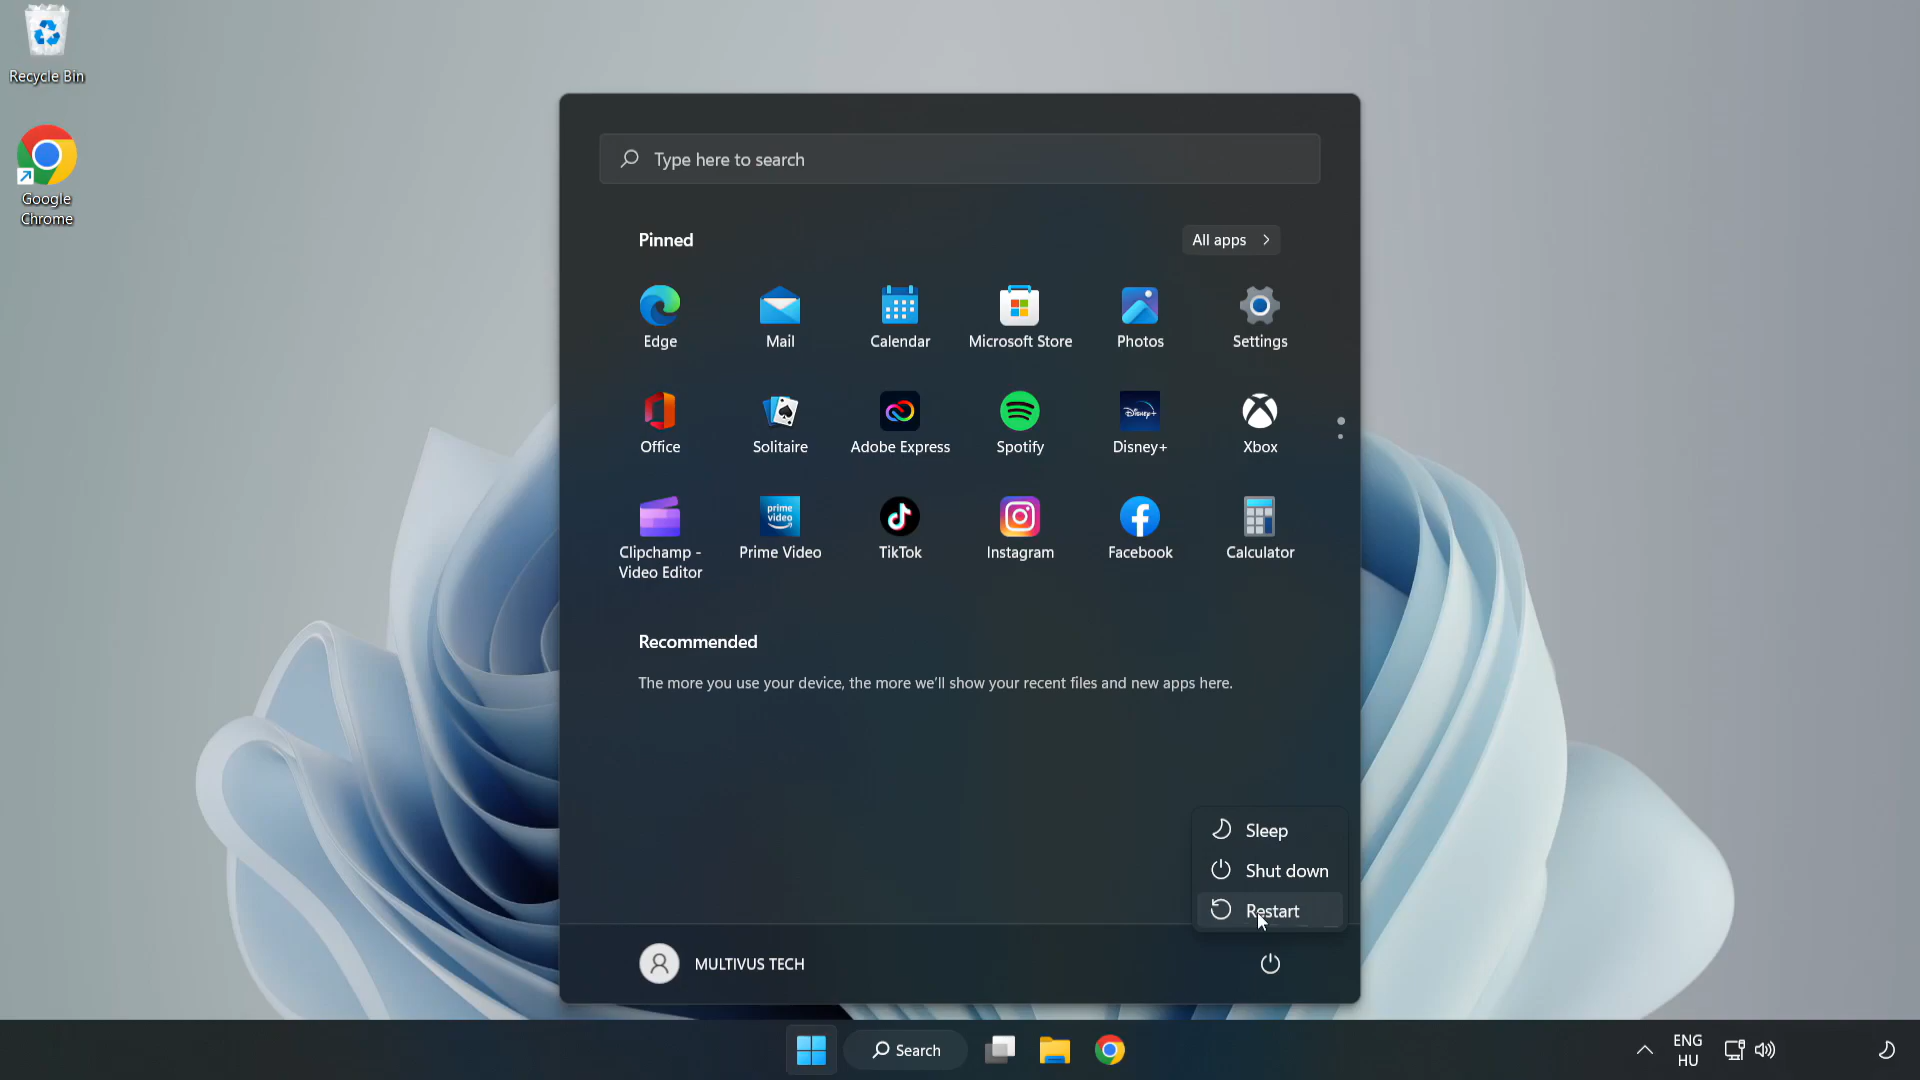 Recycle Bin
Google
Chrome
Type here to search
Pinned
All apps
Edge
Mail
Calendar
Microsoft Store
Photos
Settings
Office
Solitaire
Adobe Express
Spotify
Disney+
Disney+
Xbox
prime
video
Clipchamp -
Video Editor
Prime Video
TikTok
Instagram
Facebook
Calculator
Recommended
The more you use your device, the more we'll show your recent files and new apps here.
Sleep
Shut down
Restart
MULTIVUS TECH
Search
ENG
HU